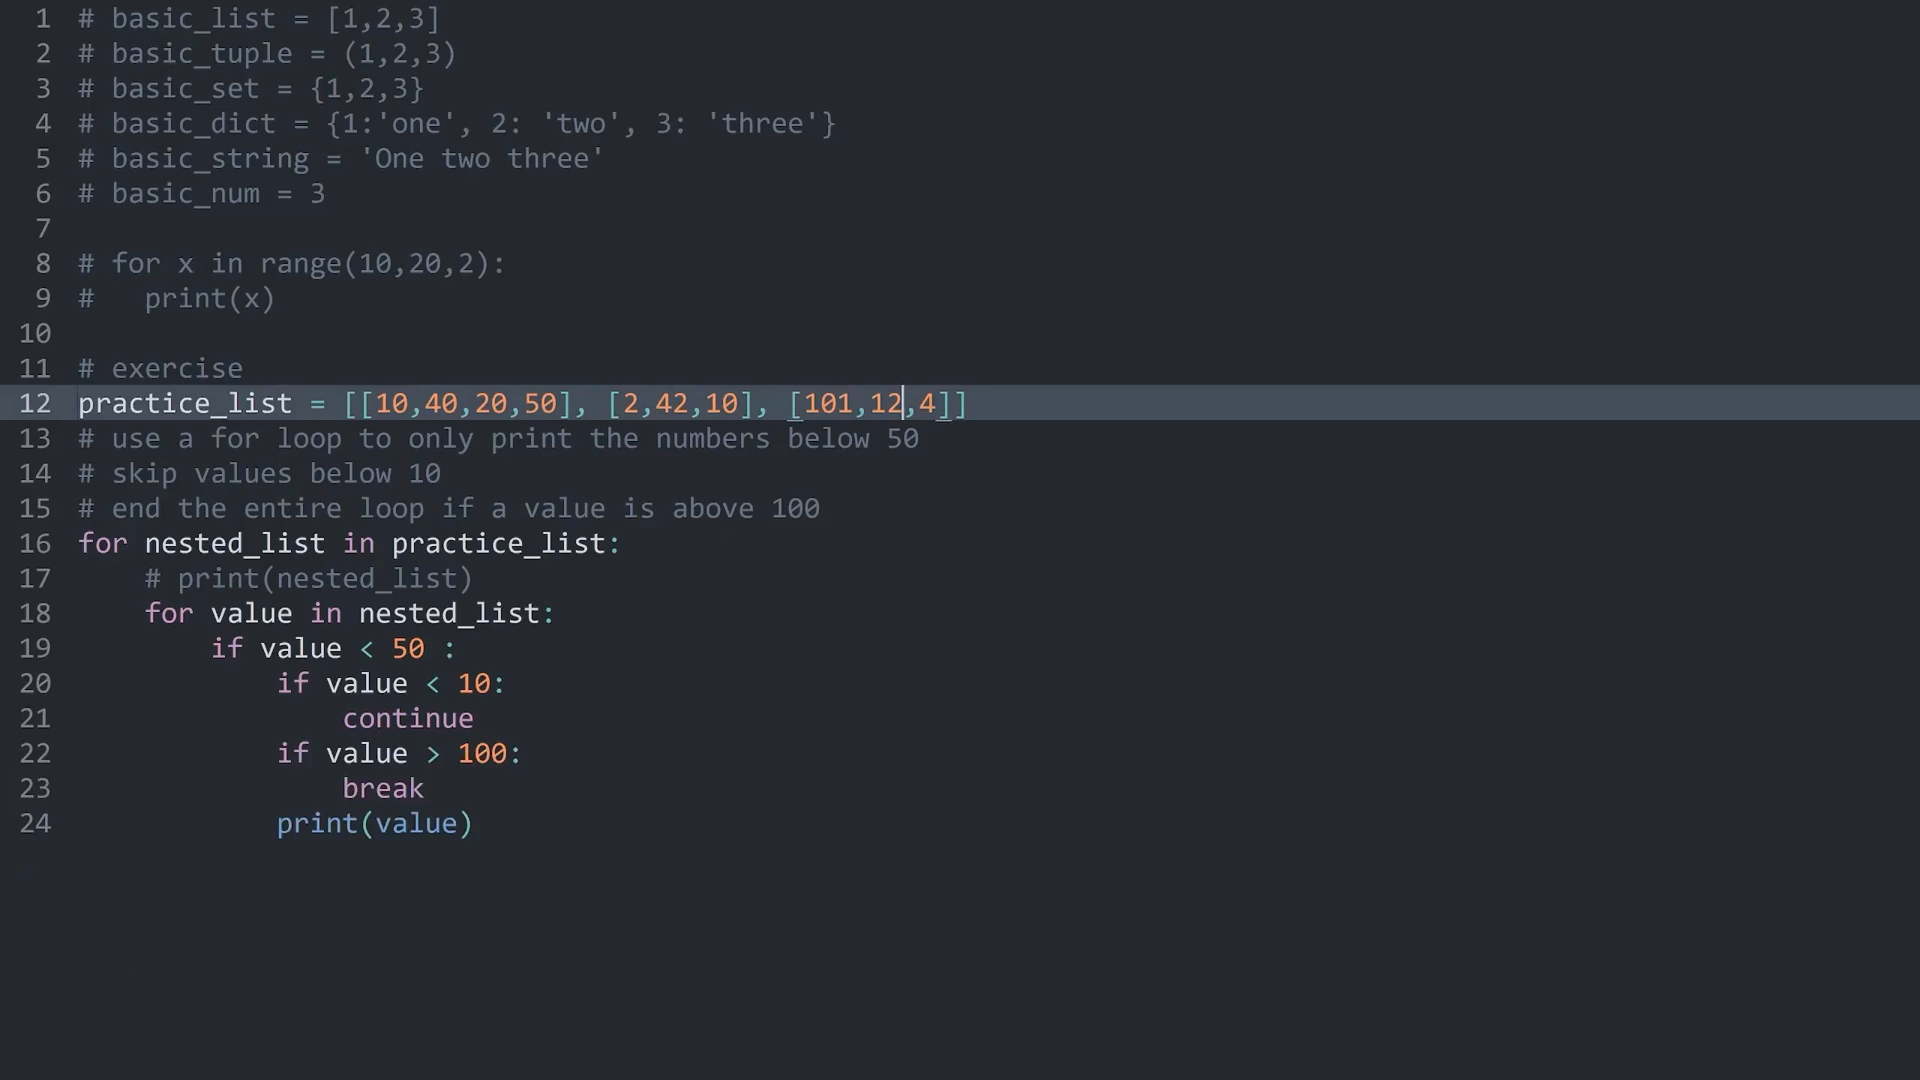 1 # basic_list = [1,2,3]
2 # basic_tuple = (1,2,3)
3 # basic_set = {1,2,3}
4 # basic_dict = {1:'one', 2: 'two', 3: 'three'}
5 # basic_string = 'One two three'
6 # basic_num = 3
7
8 # for x in range(10,20,2):
9 #   print(x)
10
11 # exercise
12 practice_list = [[10,40,20,50], [2,42,10], [101,12,4]]
13 # use a for loop to only print the numbers below 50
14 # skip values below 10
15 # end the entire loop if a value is above 100
16 for nested_list in practice_list:
17     # print(nested_list)
18     for value in nested_list:
19         if value < 50 :
20             if value < 10:
21                 continue
22             if value > 100:
23                 break
24             print(value)